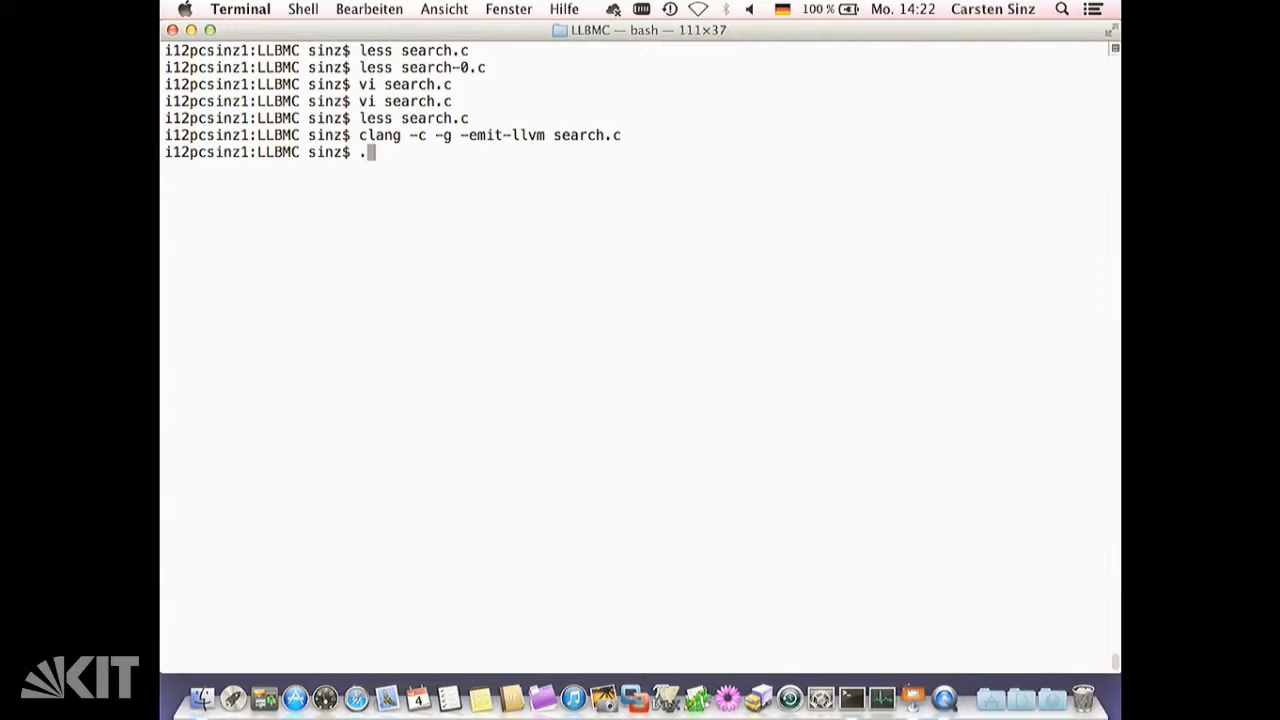 Terminal Shell Bearbeiten Ansicht Fenster Hilfe 100 % Mo. 14:22 Carsten Sinz
LLBMC — bash — 111×37
i12pcsinz1:LLBMC sinz$ less search.c
i12pcsinz1:LLBMC sinz$ less search-0.c
i12pcsinz1:LLBMC sinz$ vi search.c
i12pcsinz1:LLBMC sinz$ vi search.c
i12pcsinz1:LLBMC sinz$ less search.c
i12pcsinz1:LLBMC sinz$ clang -c -g -emit-llvm search.c
i12pcsinz1:LLBMC sinz$ .
KIT
4